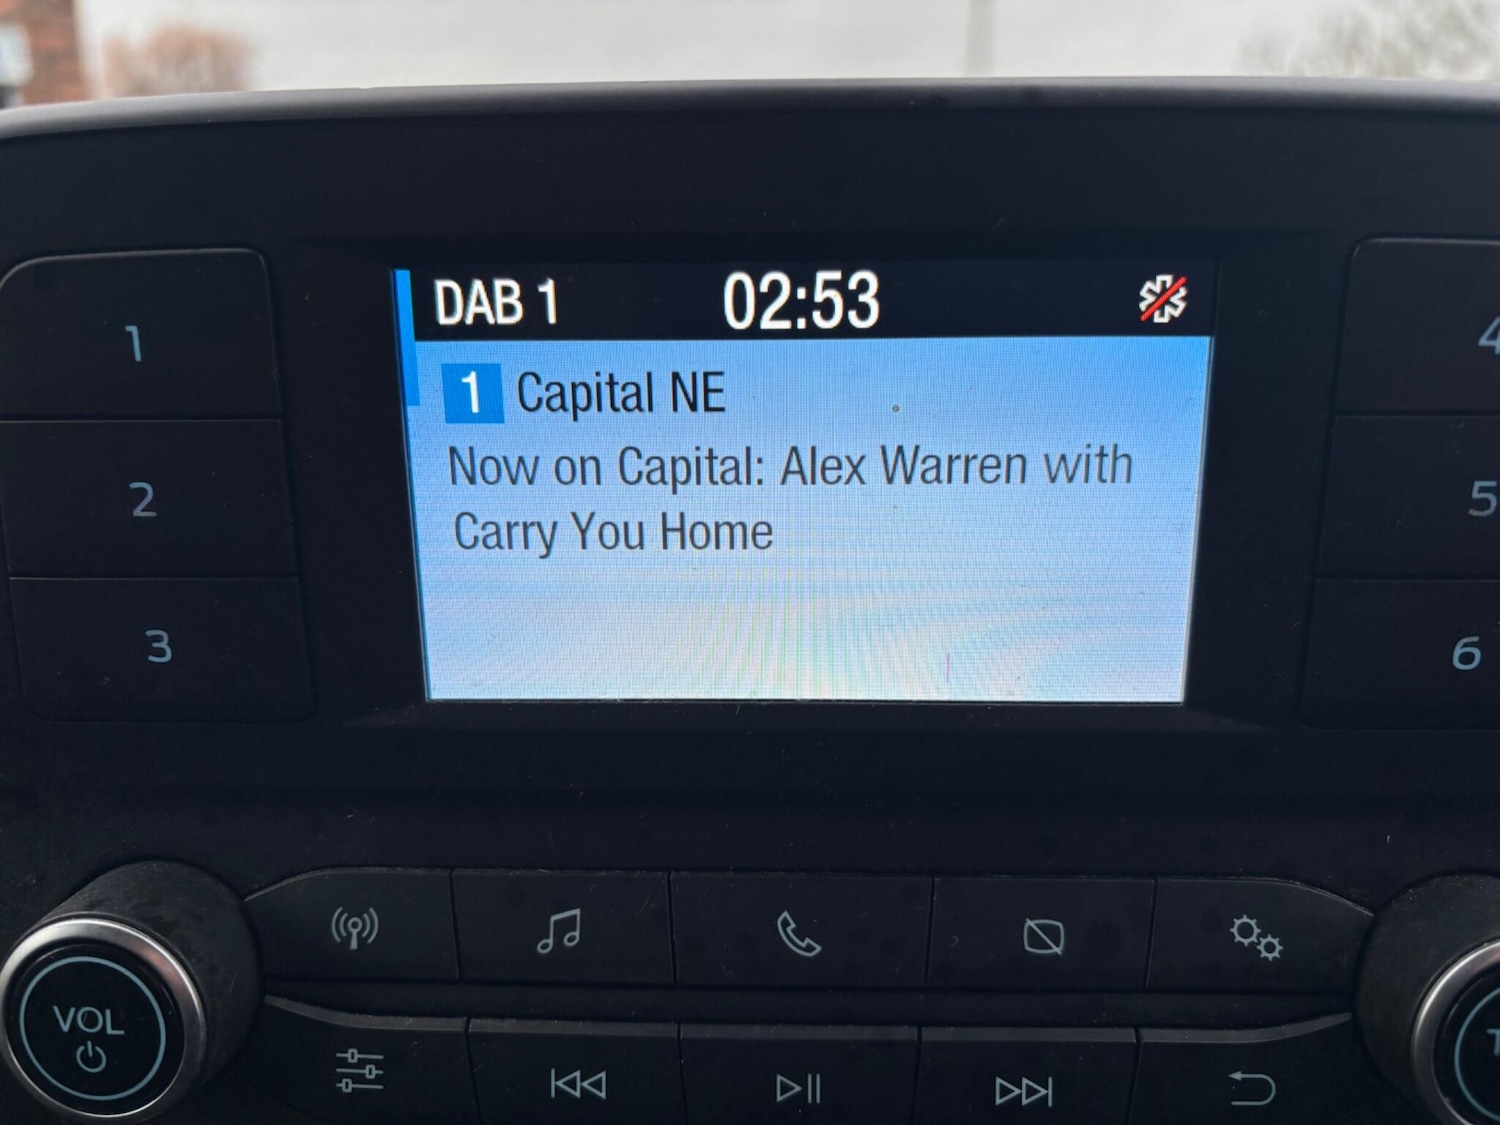 DAB 1 02:53
1 Capital NE
Now on Capital: Alex Warren with
Carry You Home
1
2
3
4
5
6
VOL